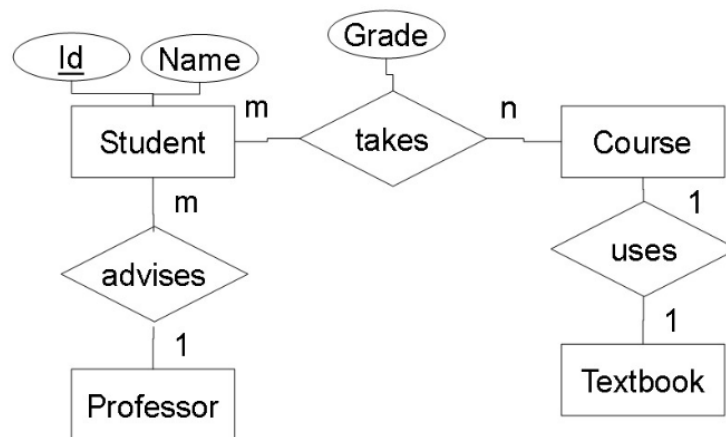 Grade
Id
Name
m
n
Student
takes
Course
m
1
advises
uses
1
1
Professor
Textbook